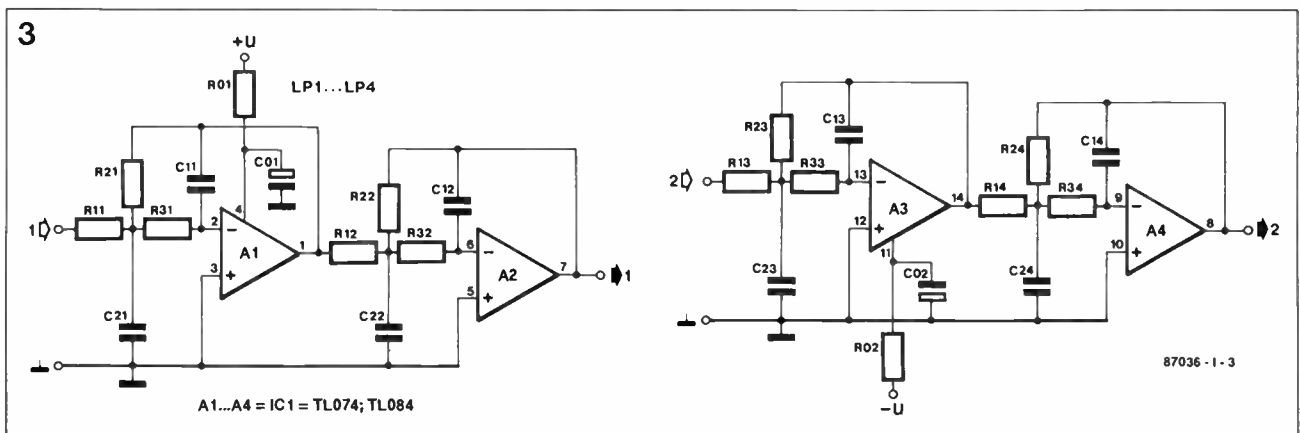 3
+U
R01
LP1...LP4
R21
C11
C01
R22
C12
1
R11
R31
2
4
A1
1
3
R12
R32
6
A2
7
1
5
C21
C22
A1...A4 = IC1 = TL074; TL084
R23
C13
R24
C14
2
R13
R33
13
A3
14
12
11
R14
R34
9
A4
8
2
10
C23
C02
C24
R02
-U
87036 - I - 3